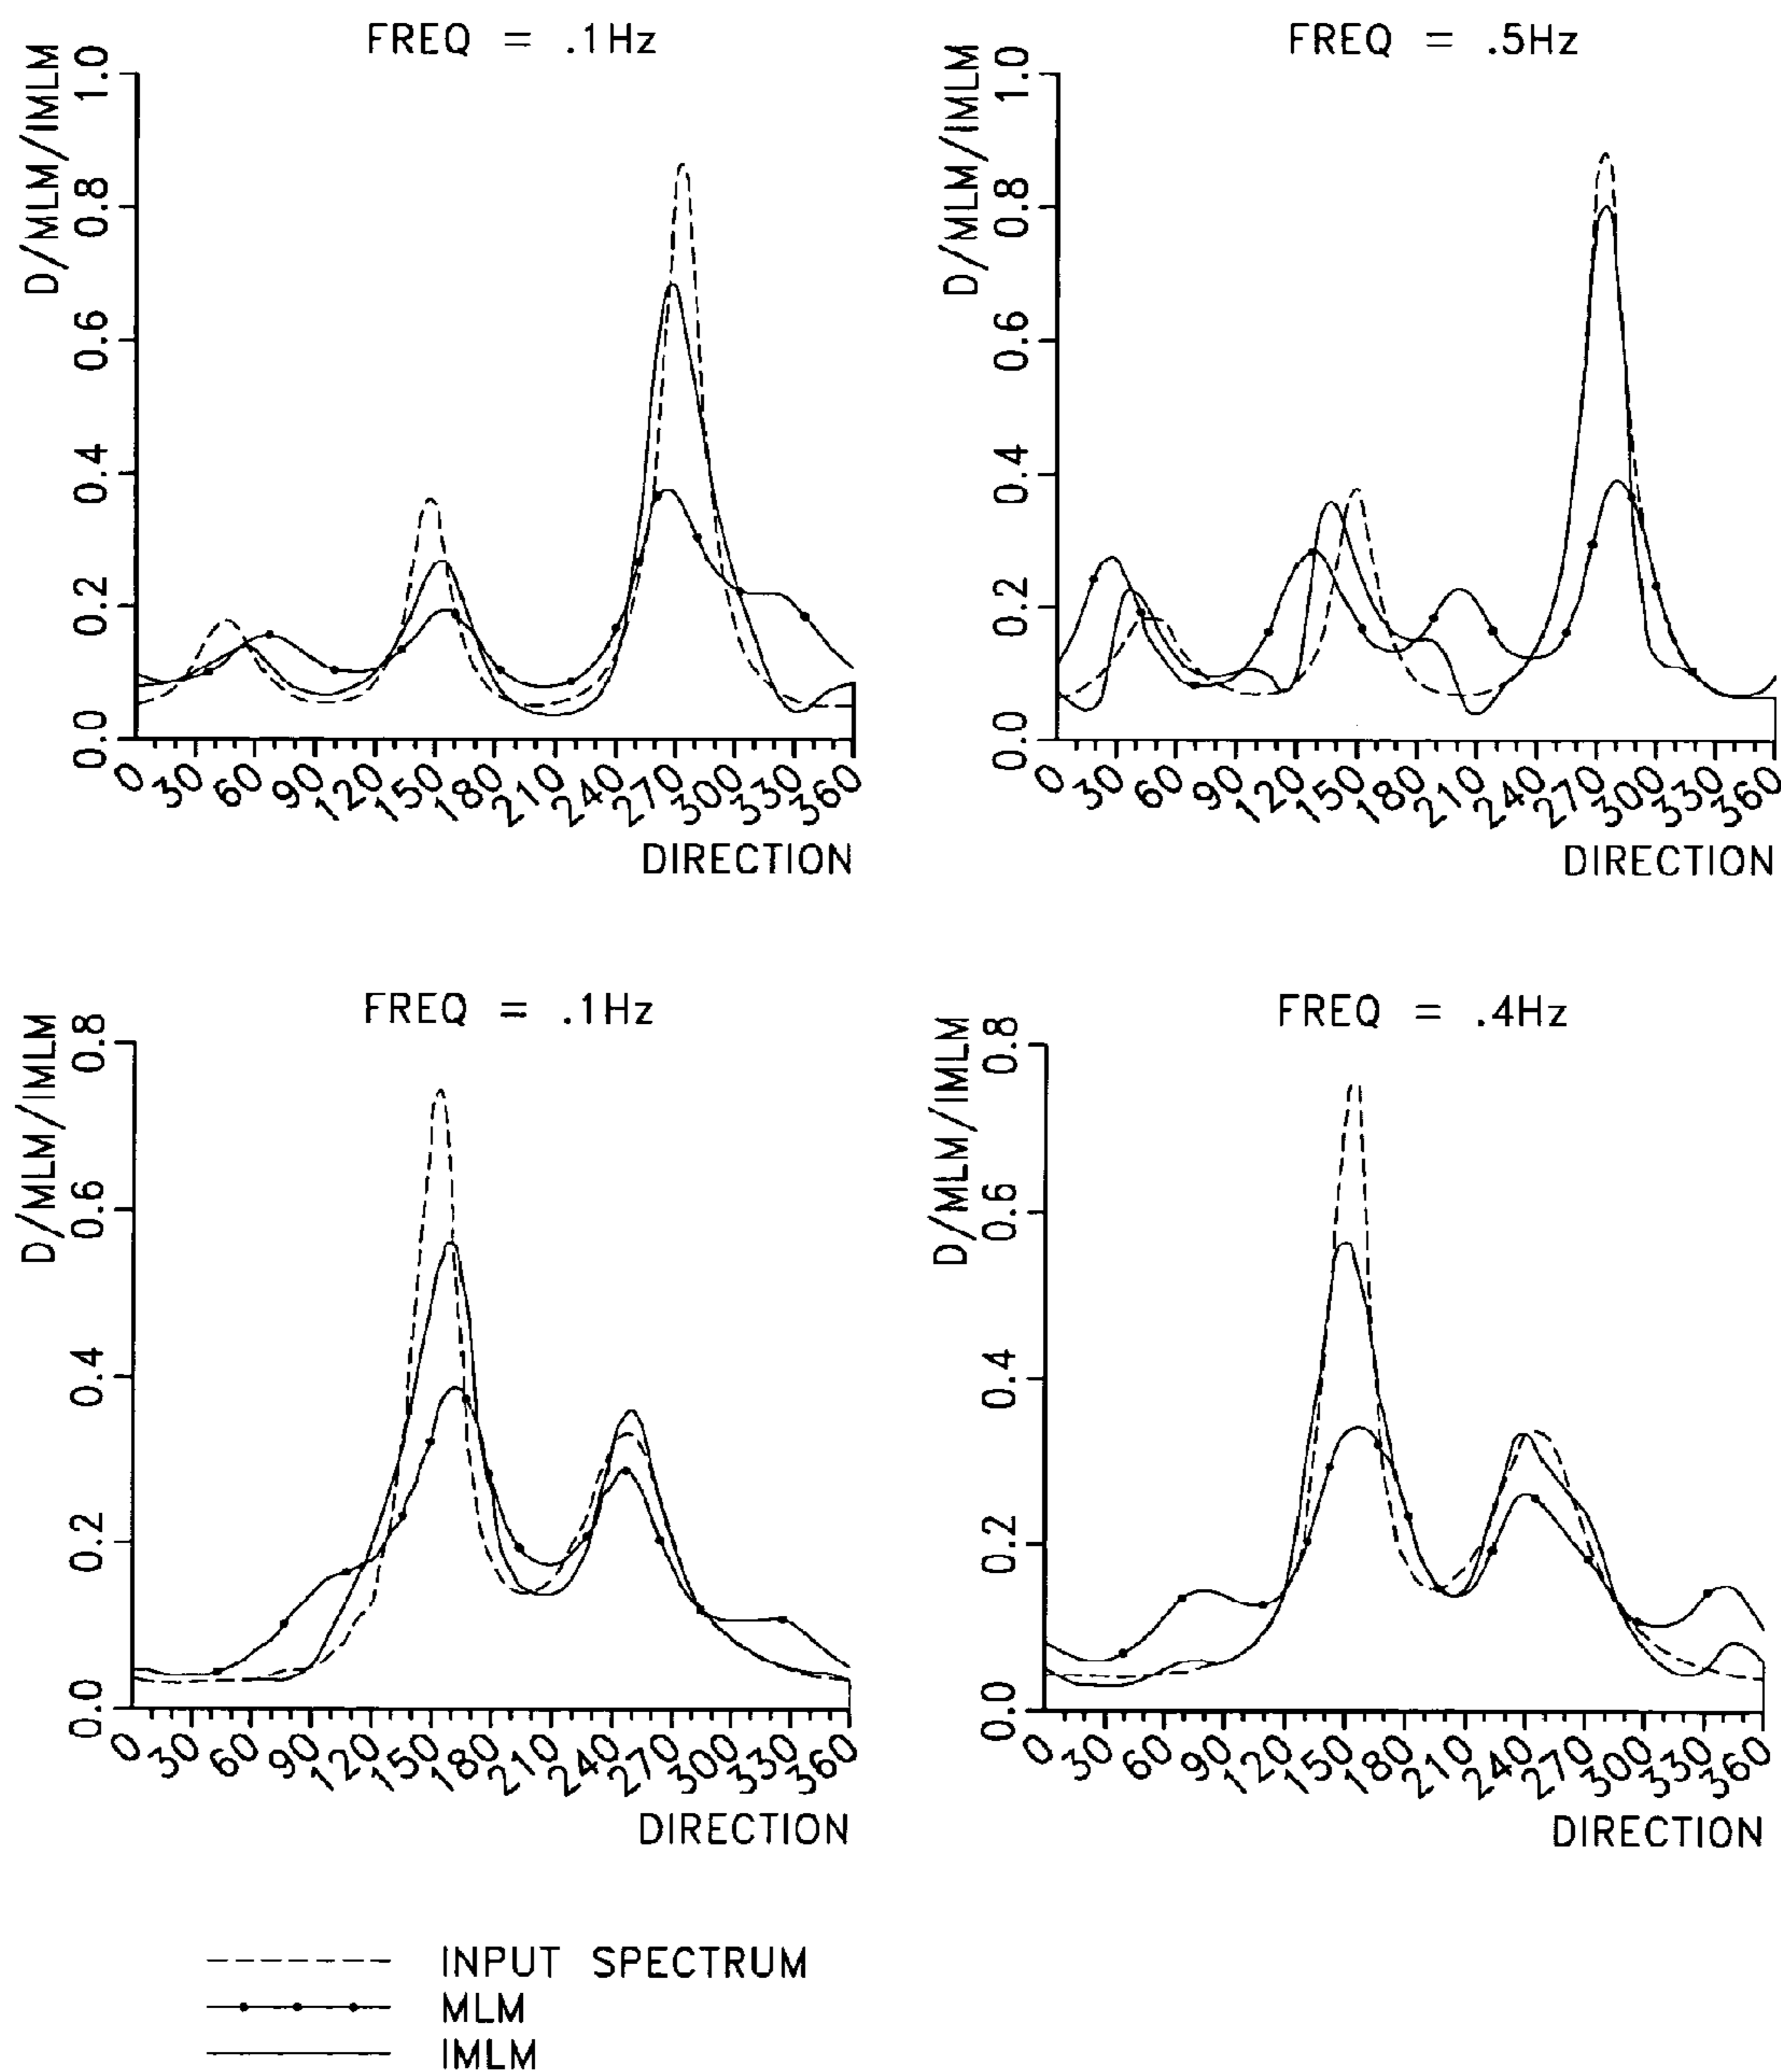 FREQ = .1Hz
D/MLM/IMLM
1.0
0.8
0.6
0.4
0.2
0.0
0 30 60 90 120 150 180 210 240 270 300 330 360
DIRECTION
FREQ = .5Hz
D/MLM/IMLM
1.0
0.8
0.6
0.4
0.2
0.0
0 30 60 90 120 150 180 210 240 270 300 330 360
DIRECTION
FREQ = .1Hz
D/MLM/IMLM
0.8
0.6
0.4
0.2
0.0
0 30 60 90 120 150 180 210 240 270 300 330 360
DIRECTION
FREQ = .4Hz
D/MLM/IMLM
0.8
0.6
0.4
0.2
0.0
0 30 60 90 120 150 180 210 240 270 300 330 360
DIRECTION
INPUT SPECTRUM
MLM
IMLM